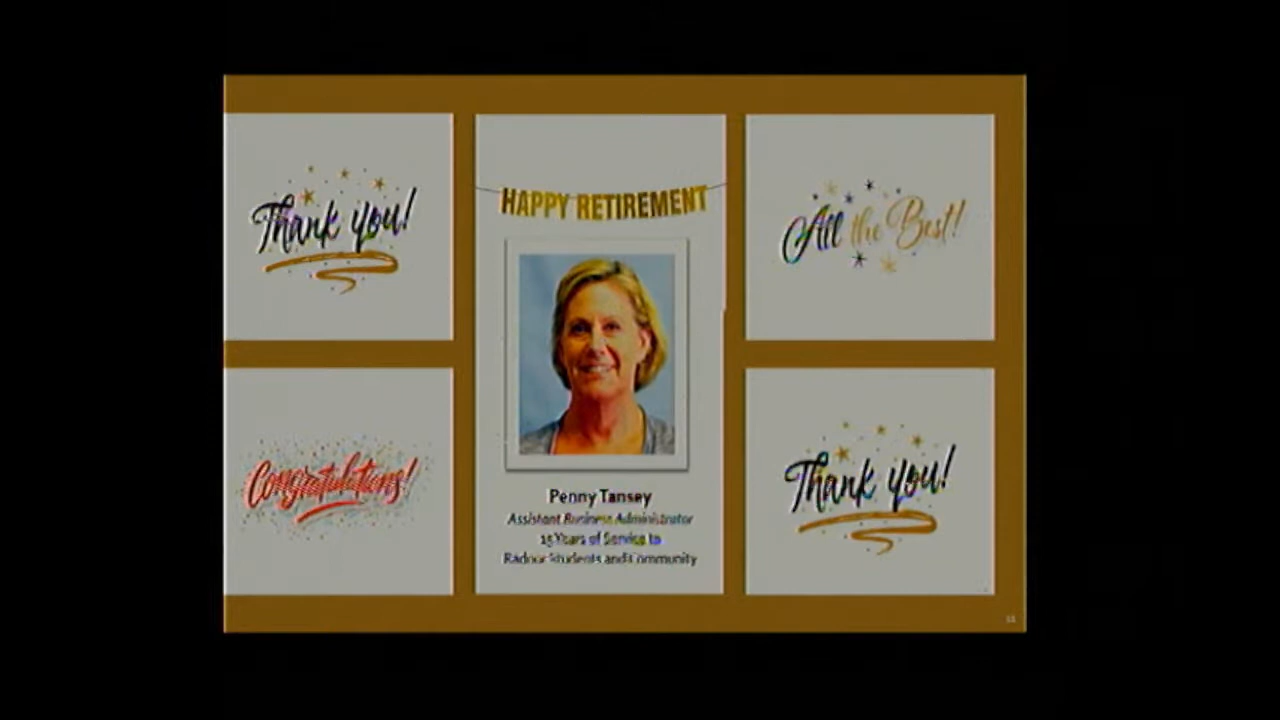 Thank you!
Congratulations!
HAPPY RETIREMENT
Penny Tansey
Assistant Business Administrator
15 Years of Service to
Students and Community
All the Best!
Thank you!